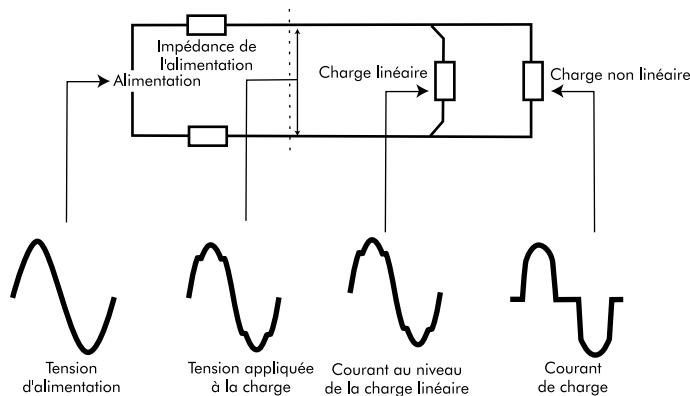 Impédance de
l'alimentation
Alimentation
Charge linéaire
Charge non linéaire
Tension
d'alimentation
Tension appliquée
à la charge
Courant au niveau
de la charge linéaire
Courant
de charge